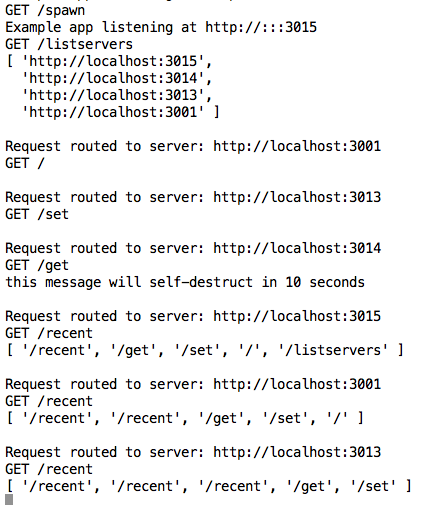 GET /spawn
Example app listening at http://:::3015
GET /listservers
[ 'http://localhost:3015',
  'http://localhost:3014',
  'http://localhost:3013',
  'http://localhost:3001' ]

Request routed to server: http://localhost:3001
GET /

Request routed to server: http://localhost:3013
GET /set

Request routed to server: http://localhost:3014
GET /get
this message will self-destruct in 10 seconds

Request routed to server: http://localhost:3015
GET /recent
[ '/recent', '/get', '/set', '/', '/listservers' ]

Request routed to server: http://localhost:3001
GET /recent
[ '/recent', '/recent', '/get', '/set', '/' ]

Request routed to server: http://localhost:3013
GET /recent
[ '/recent', '/recent', '/recent', '/get', '/set' ]